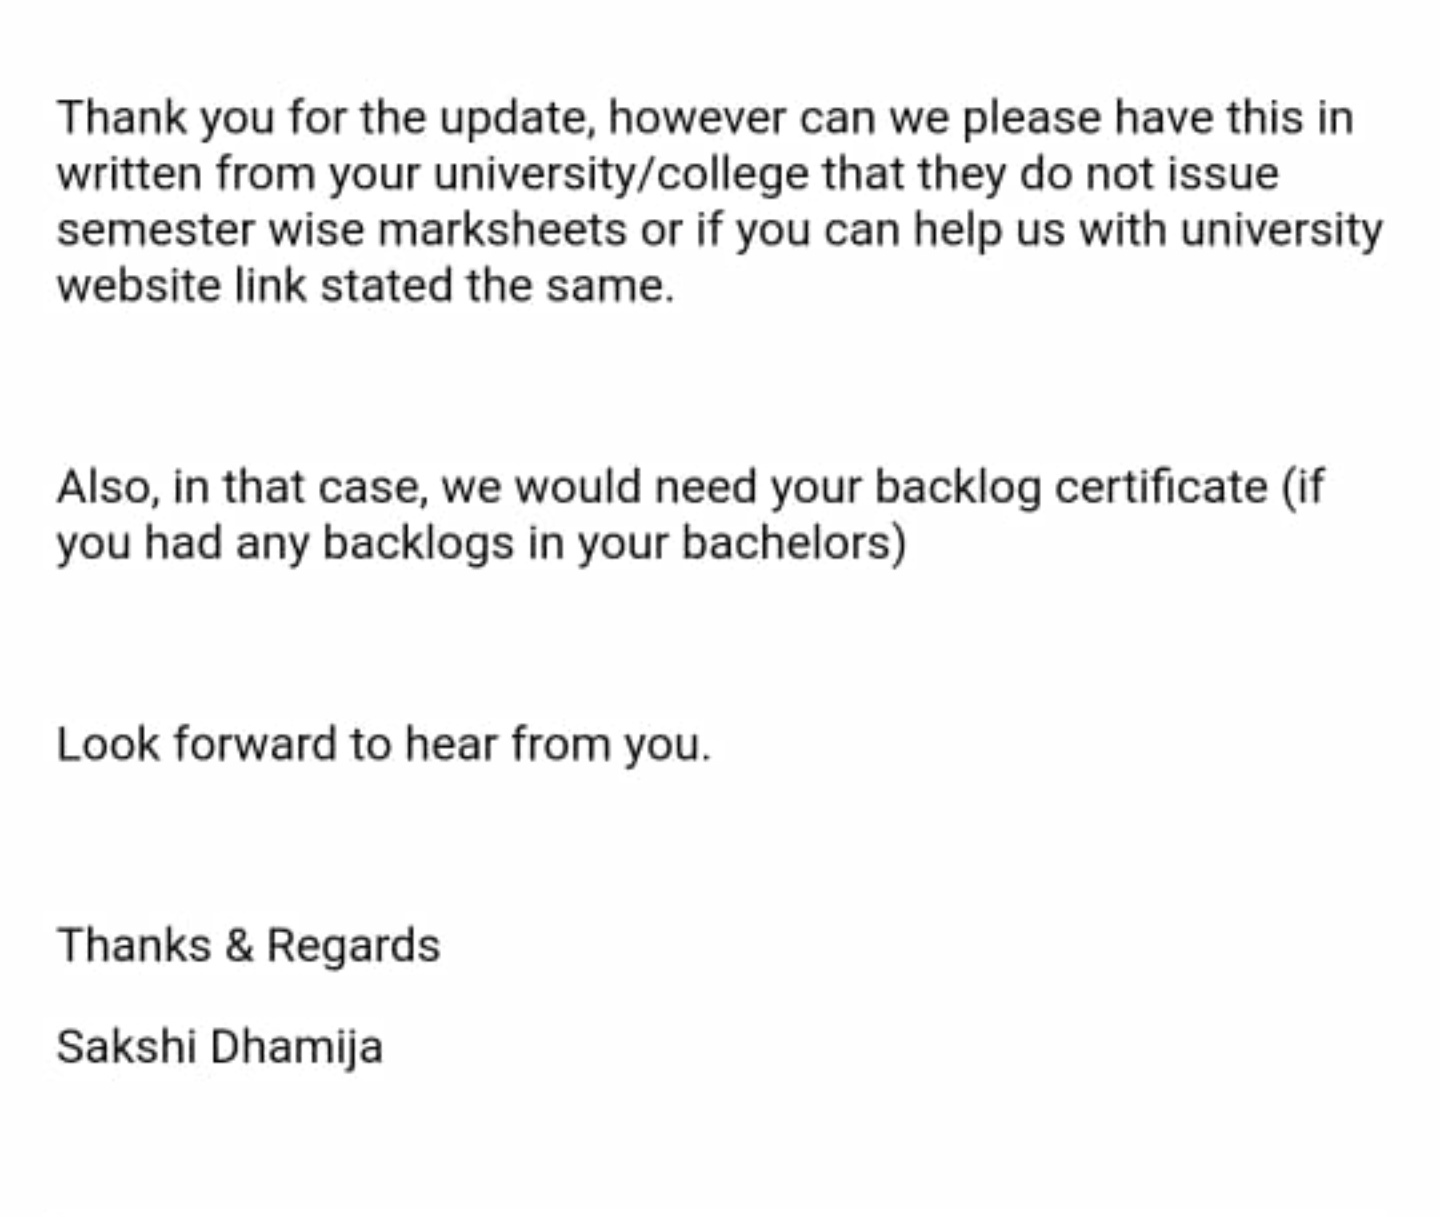 Thank you for the update, however can we please have this in
written from your university/college that they do not issue
semester wise marksheets or if you can help us with university
website link stated the same.
Also, in that case, we would need your backlog certificate (if
you had any backlogs in your bachelors)
Look forward to hear from you.
Thanks & Regards
Sakshi Dhamija